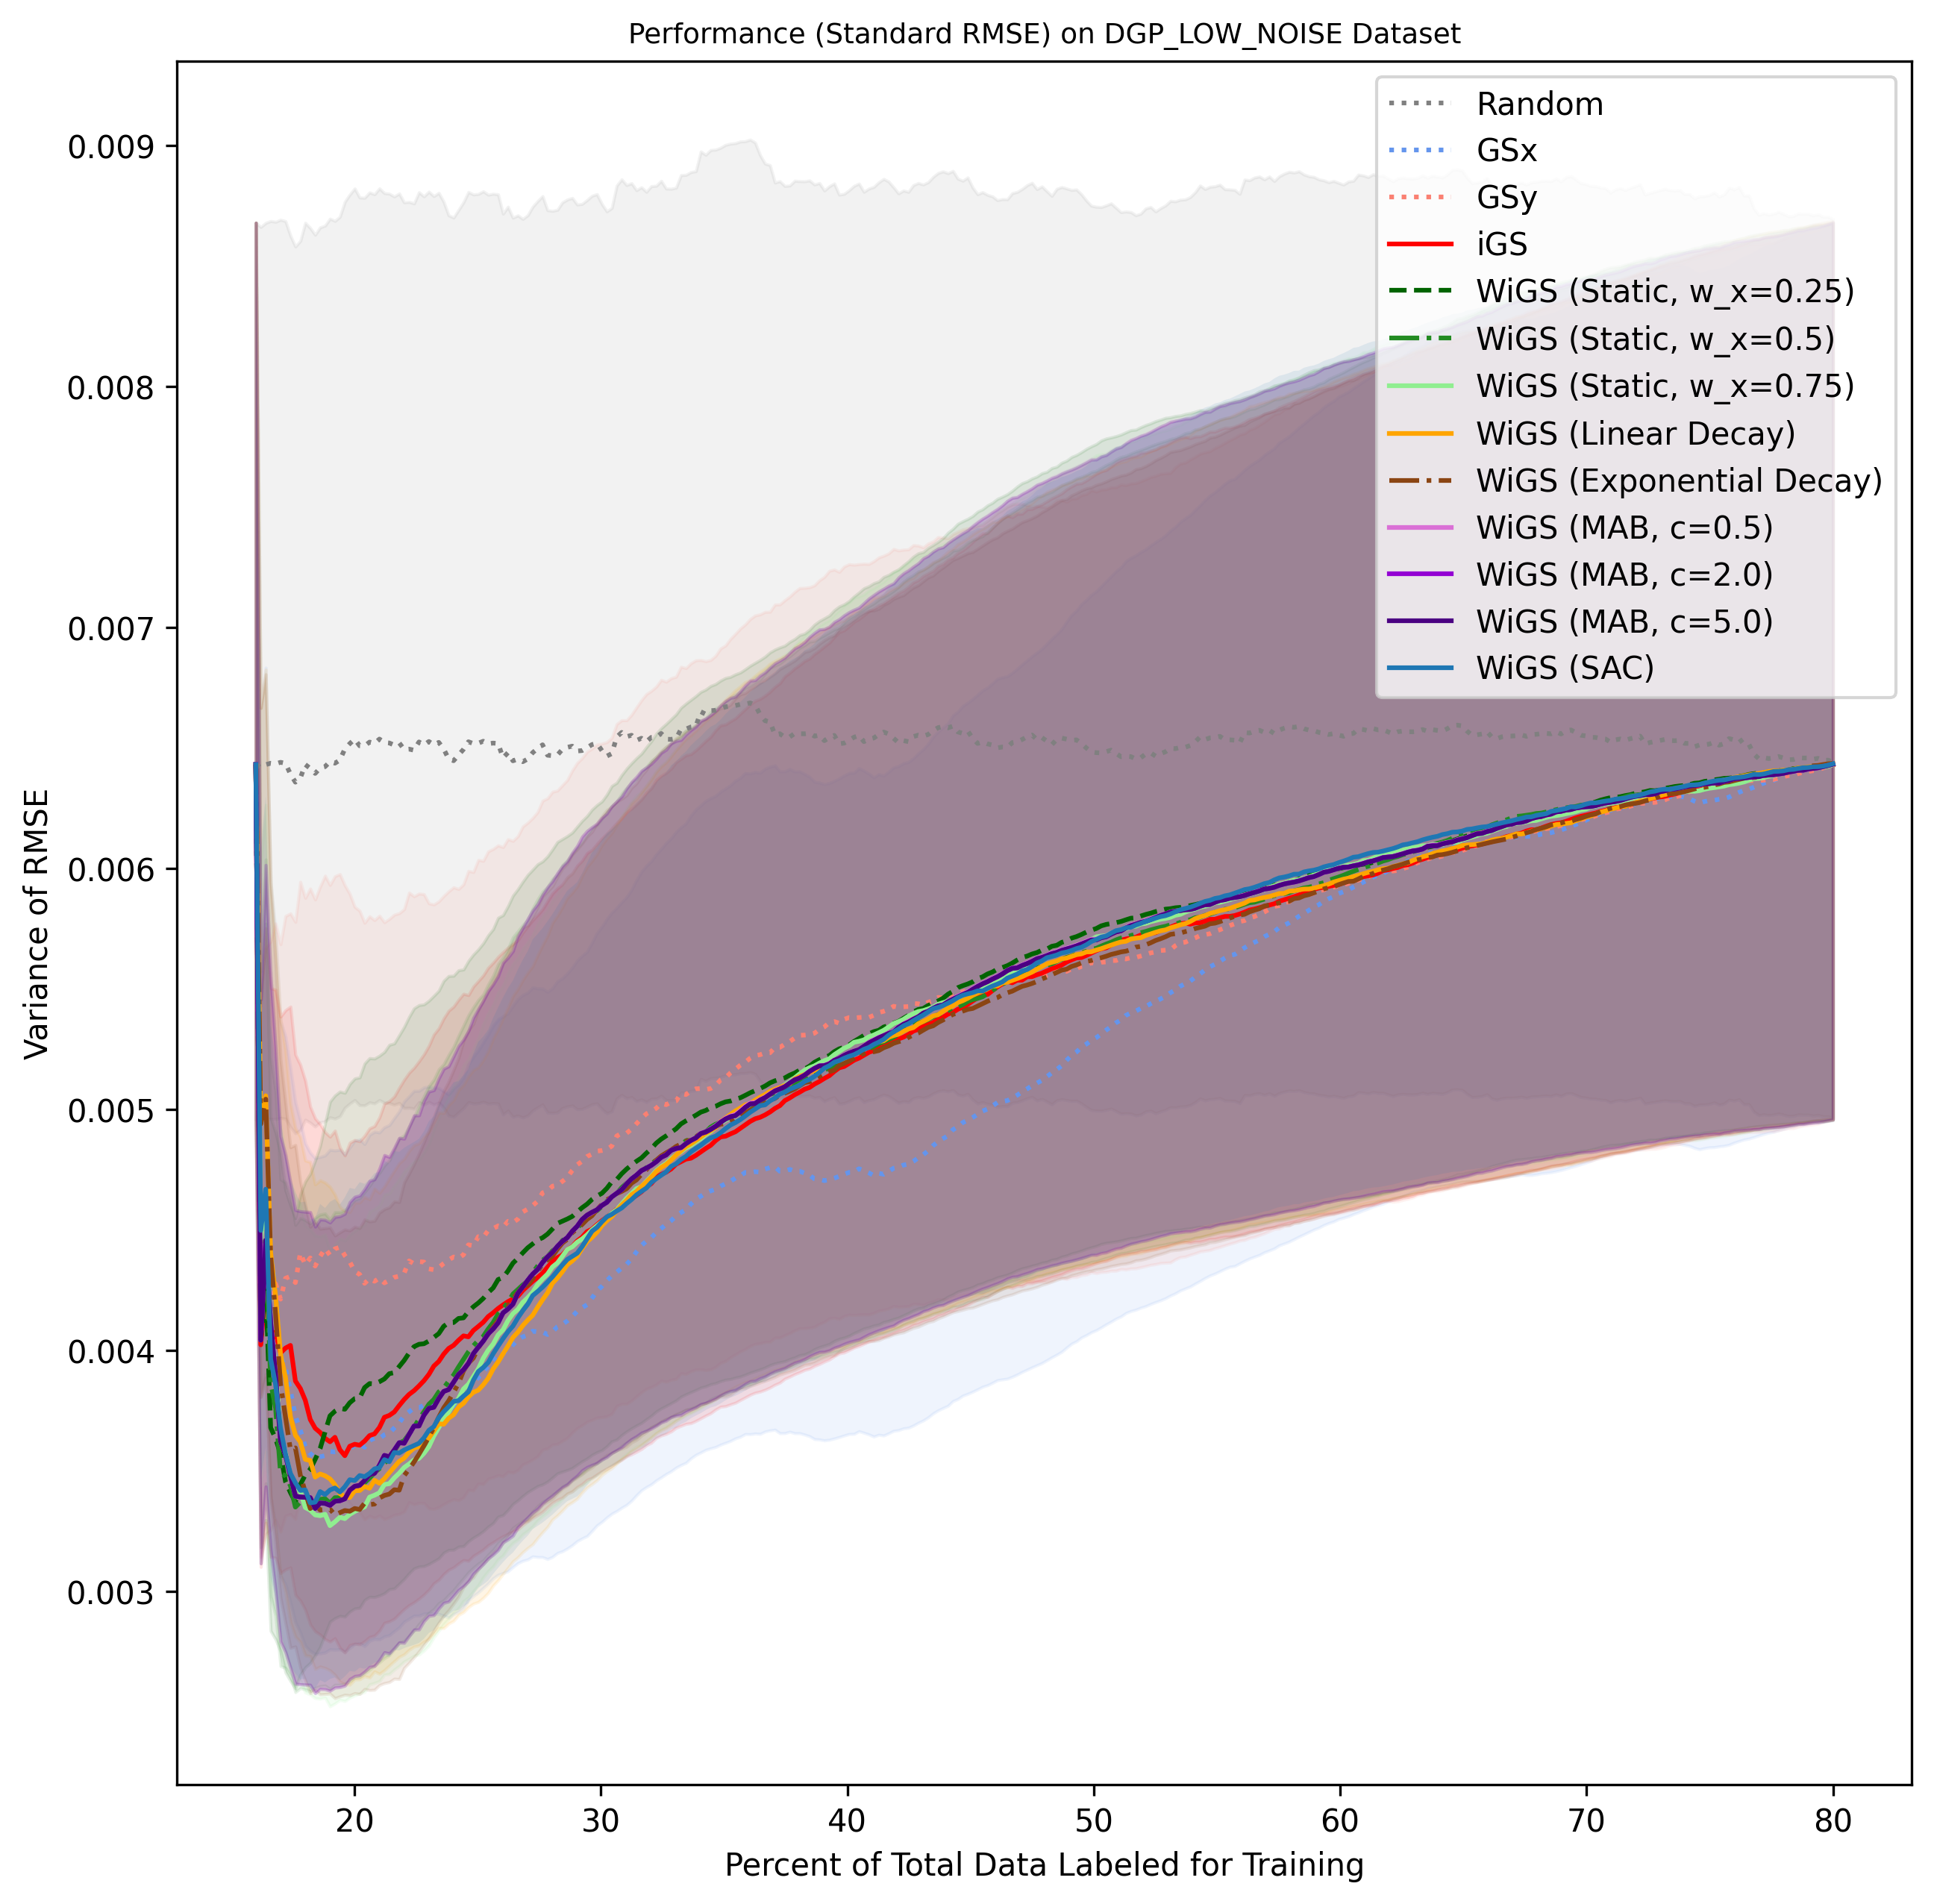 Performance (Standard RMSE) on DGP_LOW_NOISE Dataset
Variance of RMSE
0.009
0.008
0.007
0.006
0.005
0.004
0.003
Random
GSx
GSy
iGS
WiGS (Static, w_x=0.25)
WiGS (Static, w_x=0.5)
WiGS (Static, w_x=0.75)
WiGS (Linear Decay)
WiGS (Exponential Decay)
WiGS (MAB, c=0.5)
WiGS (MAB, c=2.0)
WiGS (MAB, c=5.0)
WiGS (SAC)
20 30 40 50 60 70 80
Percent of Total Data Labeled for Training